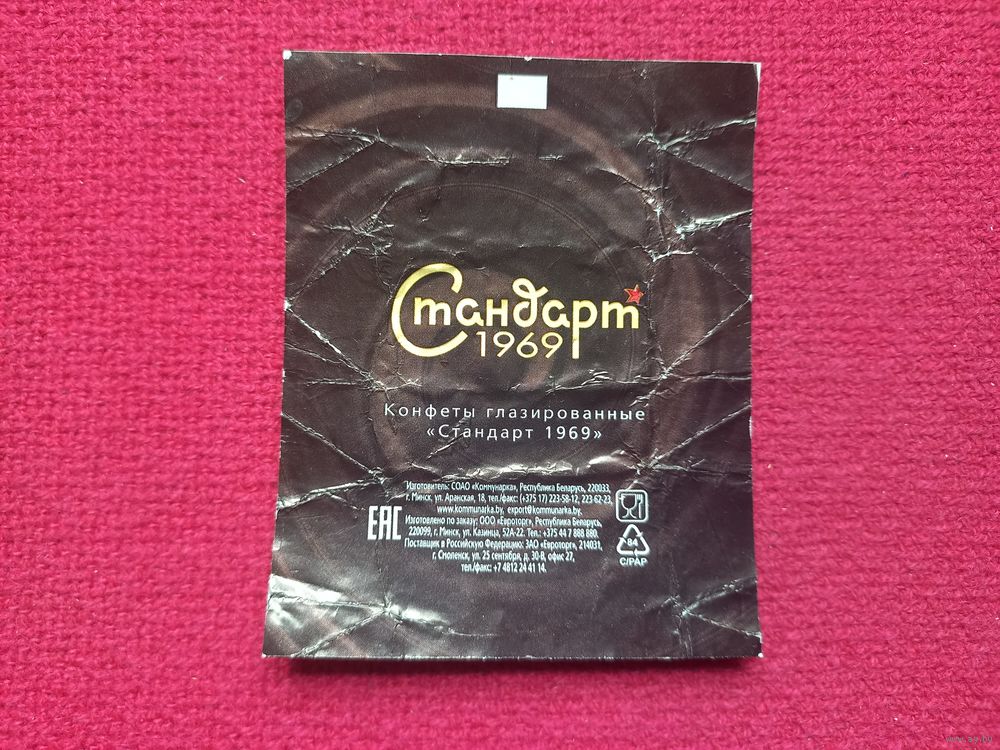 Стандарт
1969
Конфеты глазированные
«Стандарт 1969»
Изготовитель: СОАО «Коммунарка», Республика Беларусь, 220033,
г. Минск, ул. Аранская, 18, тел./факс: (+375 17) 223-58-12, 223 62-23,
www.kommunarka.by, export@kommunarka.by.
Изготовлено по заказу: ООО «Евроторг», Республика Беларусь,
220099, г. Минск, ул. Казинца, 52А-22. Тел.: +375 44 7 888 880.
Поставщик в Российскую Федерацию: ЗАО «Евроторг», 214031,
г. Смоленск, ул. 25 сентября, д. 30-В, офис 27,
тел./факс: +7 4812 24 41 14.
EAC
84
C/PAP
www.ay.by